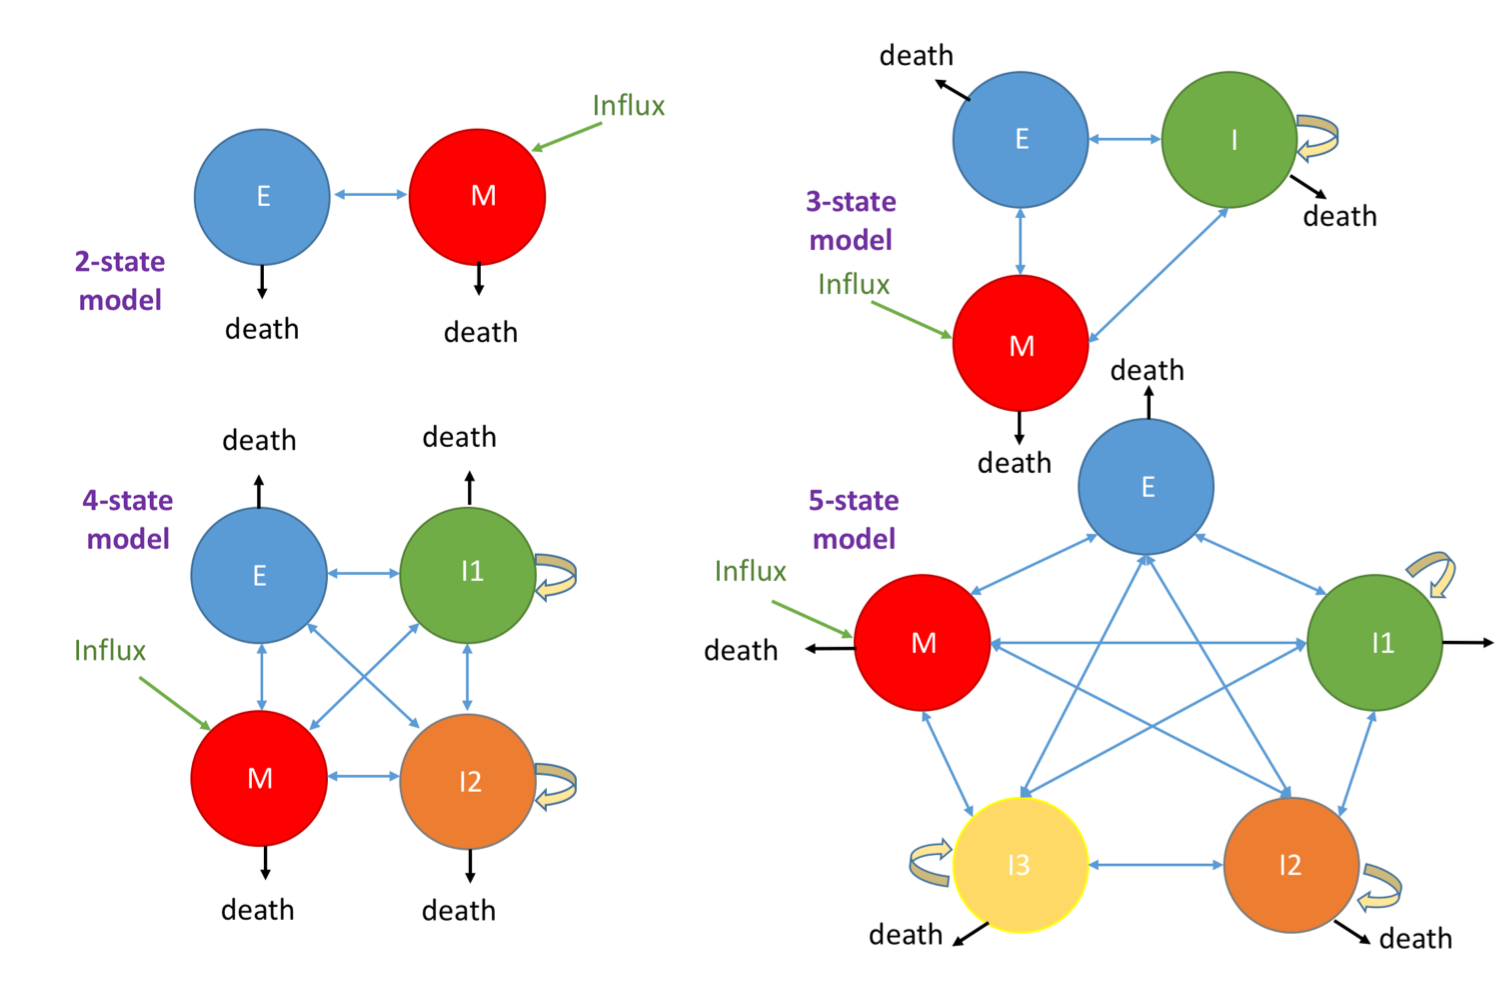 Influx
E
M
2-state
model
death
death
death
E
I
3-state
model
death
Influx
M
death
death
death
4-state
model
E
I1
Influx
M
I2
death
death
death
5-state
model
E
Influx
M
I1
death
I3
I2
death
death